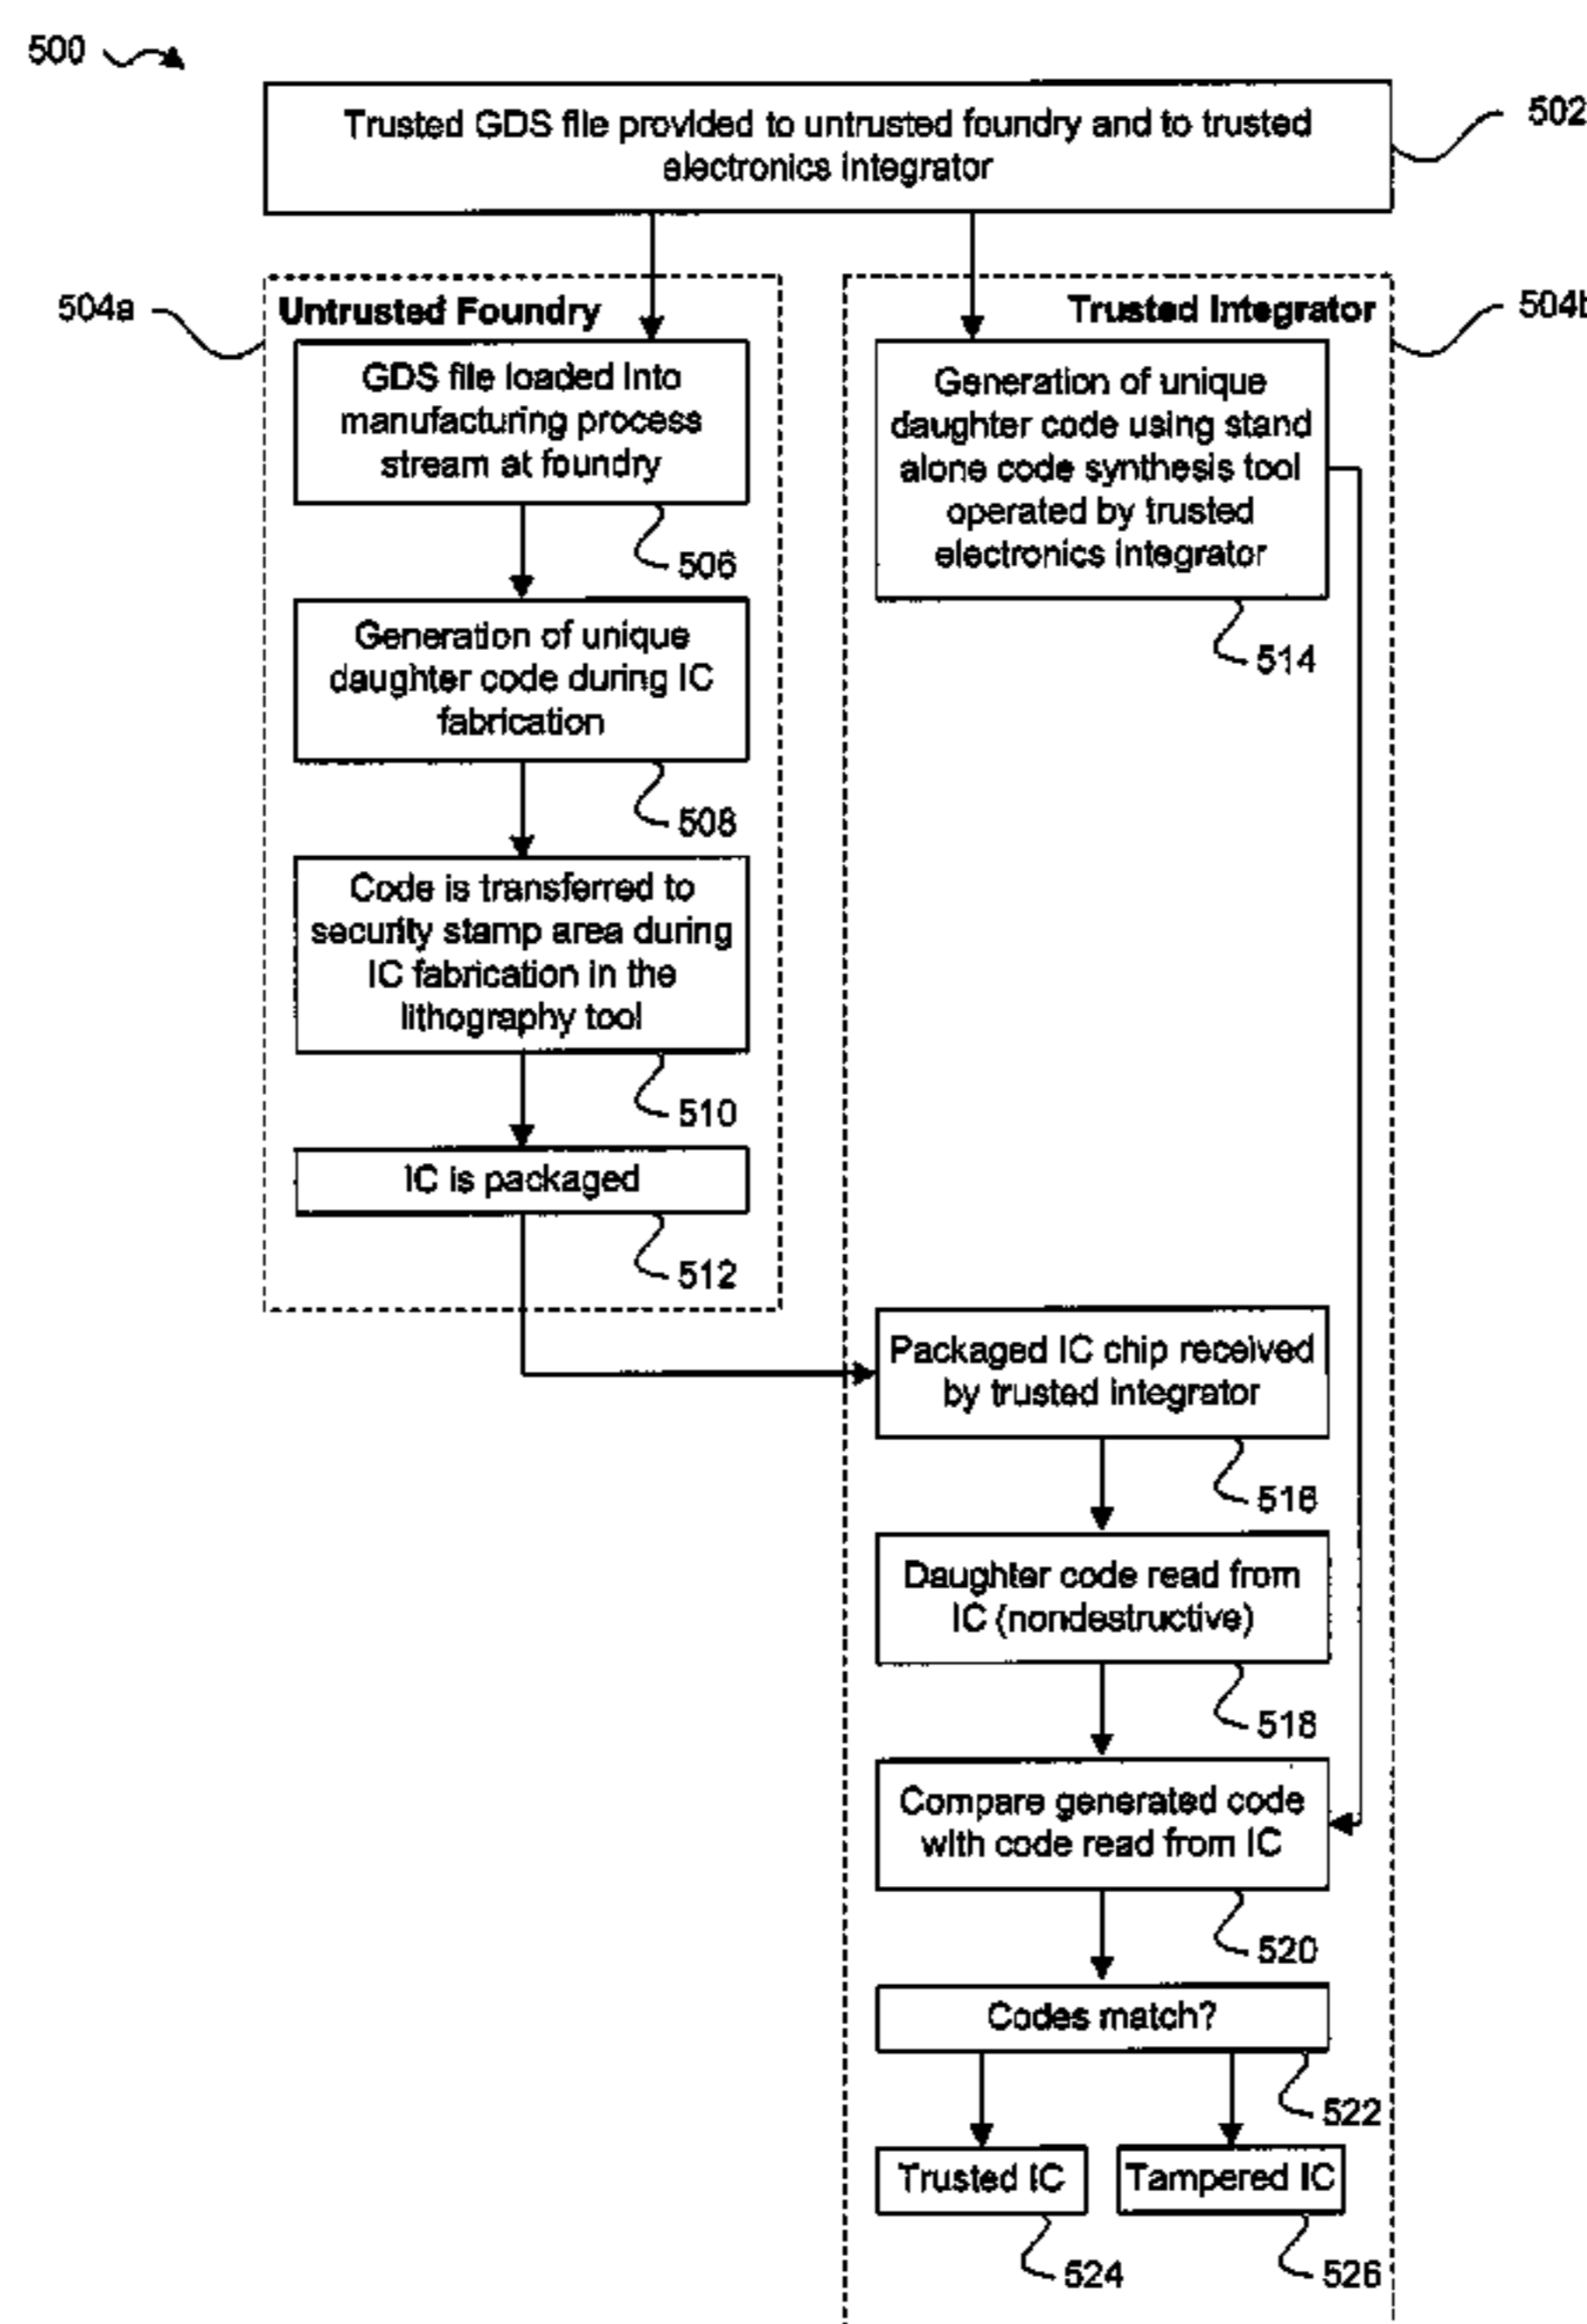 500
Trusted GDS file provided to untrusted foundry and to trusted
electronics integrator
502
504a
Untrusted Foundry
GDS file loaded into
manufacturing process
stream at foundry
506
Generation of unique
daughter code during IC
fabrication
508
Code is transferred to
security stamp area during
IC fabrication in the
lithography tool
510
IC is packaged
512
504b
Trusted Integrator
Generation of unique
daughter code using stand
alone code synthesis tool
operated by trusted
electronics integrator
514
Packaged IC chip received
by trusted integrator
516
Daughter code read from
IC (nondestructive)
518
Compare generated code
with code read from IC
520
Codes match?
522
Trusted IC
524
Tampered IC
526